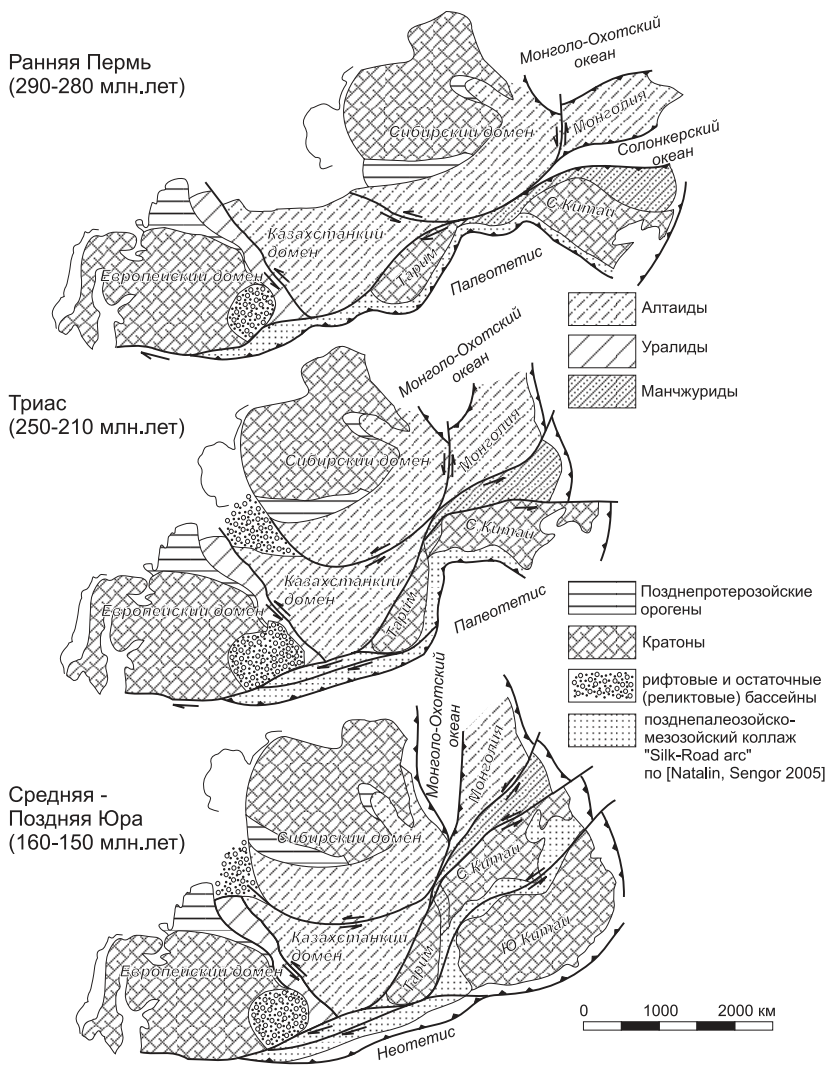 Ранняя Пермь
(290-280 млн.лет)
Монголо-Охотский
океан
Сибирский домен
Монголия
Солонкерский
океан
С Китай
Казахстанкий
домен
Европейский домен
Тарим
Палеотетис
Алтаиды
Уралиды
Манчжуриды
Триас
(250-210 млн.лет)
Монголо-Охотский
океан
Сибирский домен
Монголия
С Китай
Казахстанкий
домен
Европейский домен
Тарим
Палеотетис
Позднепротерозойские
орогены
Кратоны
рифтовые и остаточные
(реликтовые) бассейны
позднепалеозойско-
мезозойский коллаж
"Silk-Road arc"
по [Natalin, Sengor 2005]
Средняя -
Поздняя Юра
(160-150 млн.лет)
Монголо-Охотский
океан
Монголия
Сибирский домен
С Китай
Казахстанкий
домен
Ю Китай
Европейский домен
Тарим
Неотетис
0 1000 2000 км